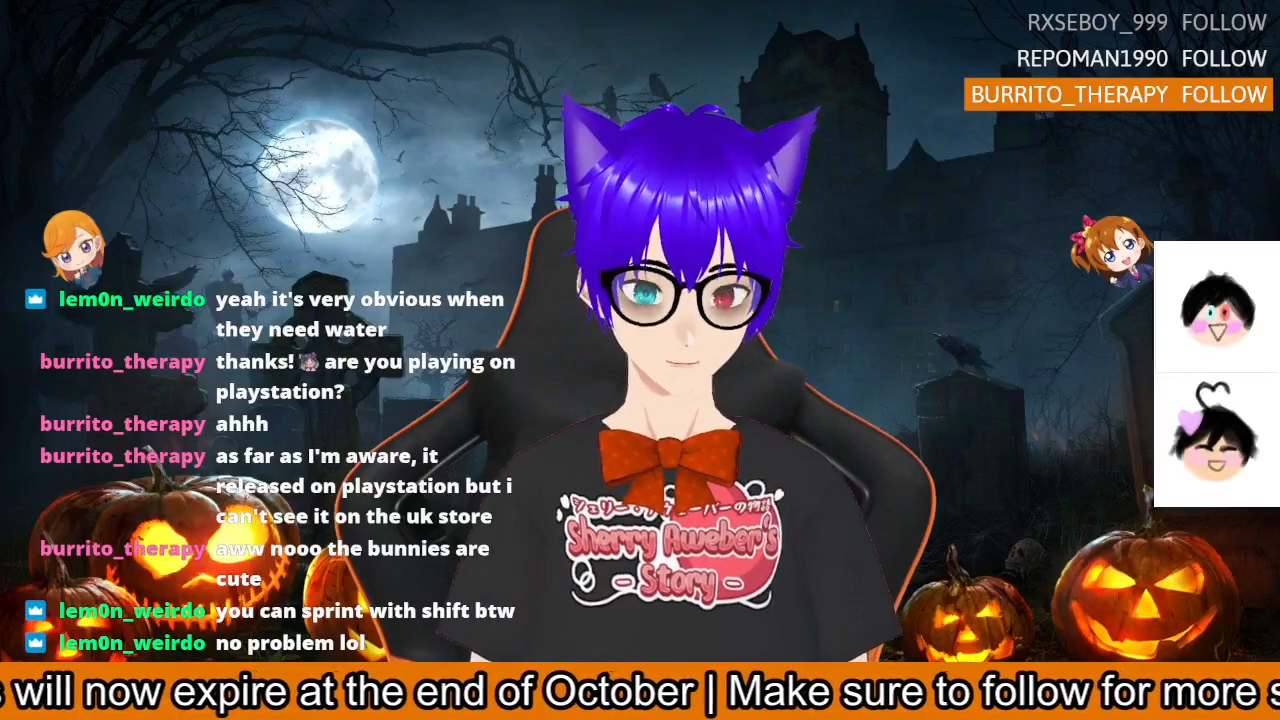 RXSEBOY_999 FOLLOW
REPOMAN1990 FOLLOW
BURRITO_THERAPY FOLLOW
lem0n_weirdo yeah it's very obvious when
they need water
burrito_therapy thanks! are you playing on
playstation?
burrito_therapy ahhh
burrito_therapy as far as I'm aware, it
released on playstation but i
can't see it on the uk store
burrito_therapy aww nooo the bunnies are
cute
lem0n_weirdo you can sprint with shift btw
lem0n_weirdo no problem lol
Sherry Aweber's
- Story -
will now expire at the end of October | Make sure to follow for more s